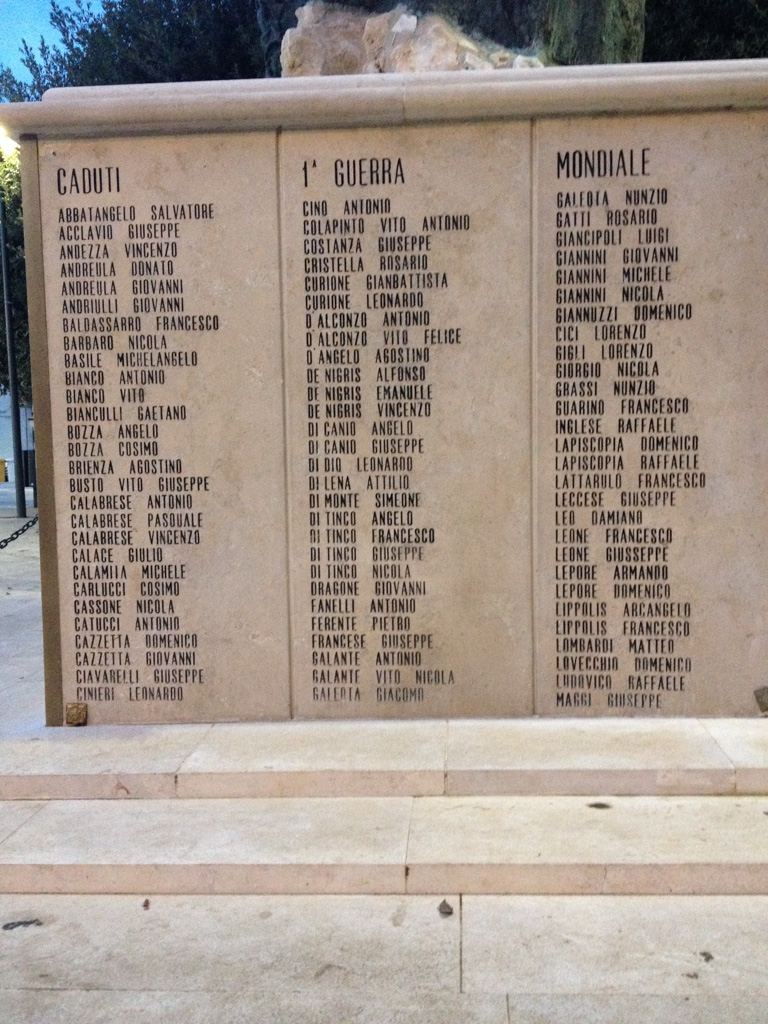 CADUTI
ABBATANGELO SALVATORE
ACCLAVIO GIUSEPPE
ANDEZZA VINCENZO
ANDREULA DONATO
ANDREULA GIOVANNI
ANDRIULLI GIOVANNI
BALDASSARRO FRANCESCO
BARBARO NICOLA
BASILE MICHELANGELO
BIANCO ANTONIO
BIANCO VITO
BIANCULLI GAETANO
BOZZA ANGELO
BOZZA COSIMO
BRIENZA AGOSTINO
BUSTO VITO GIUSEPPE
CALABRESE ANTONIO
CALABRESE PASQUALE
CALABRESE VINCENZO
CALACE GIULIO
CALAMITA MICHELE
CARLUCCI COSIMO
CASSONE NICOLA
CATUCCI ANTONIO
CAZZETTA DOMENICO
CAZZETTA GIOVANNI
CIAVARELLI GIUSEPPE
CINIERI LEONARDO
1ᴬ GUERRA
CINO ANTONIO
COLAPINTO VITO ANTONIO
COSTANZA GIUSEPPE
CRISTELLA ROSARIO
CURIONE GIANBATTISTA
CURIONE LEONARDO
D'ALCONZO ANTONIO
D'ALCONZO VITO FELICE
D'ANGELO AGOSTINO
DE NIGRIS ALFONSO
DE NIGRIS EMANUELE
DE NIGRIS VINCENZO
DI CANIO ANGELO
DI CANIO GIUSEPPE
DI DIO LEONARDO
DI LENA ATTILIO
DI MONTE SIMEONE
DI TINCO ANGELO
DI TINCO FRANCESCO
DI TINCO GIUSEPPE
DI TINCO NICOLA
DRAGONE GIOVANNI
FANELLI ANTONIO
FERENTE PIETRO
FRANCESE GIUSEPPE
GALANTE ANTONIO
GALANTE VITO NICOLA
GALEOTA GIACOMO
MONDIALE
GALEOTA NUNZIO
GATTI ROSARIO
GIANCIPOLI LUIGI
GIANNINI GIOVANNI
GIANNINI MICHELE
GIANNINI NICOLA
GIANNUZZI DOMENICO
CICI LORENZO
GIGLI LORENZO
GIORGIO NICOLA
GRASSI NUNZIO
GUARINO FRANCESCO
INGLESE RAFFAELE
LAPISCOPIA DOMENICO
LAPISCOPIA RAFFAELE
LATTARULO FRANCESCO
LECCESE GIUSEPPE
LEO DAMIANO
LEONE FRANCESCO
LEONE GIUSSEPPE
LEPORE ARMANDO
LEPORE DOMENICO
LIPPOLIS ARCANGELO
LIPPOLIS FRANCESCO
LOMBARDI MATTEO
LOVECCHIO DOMENICO
LUDOVICO RAFFAELE
MAGGI GIUSEPPE